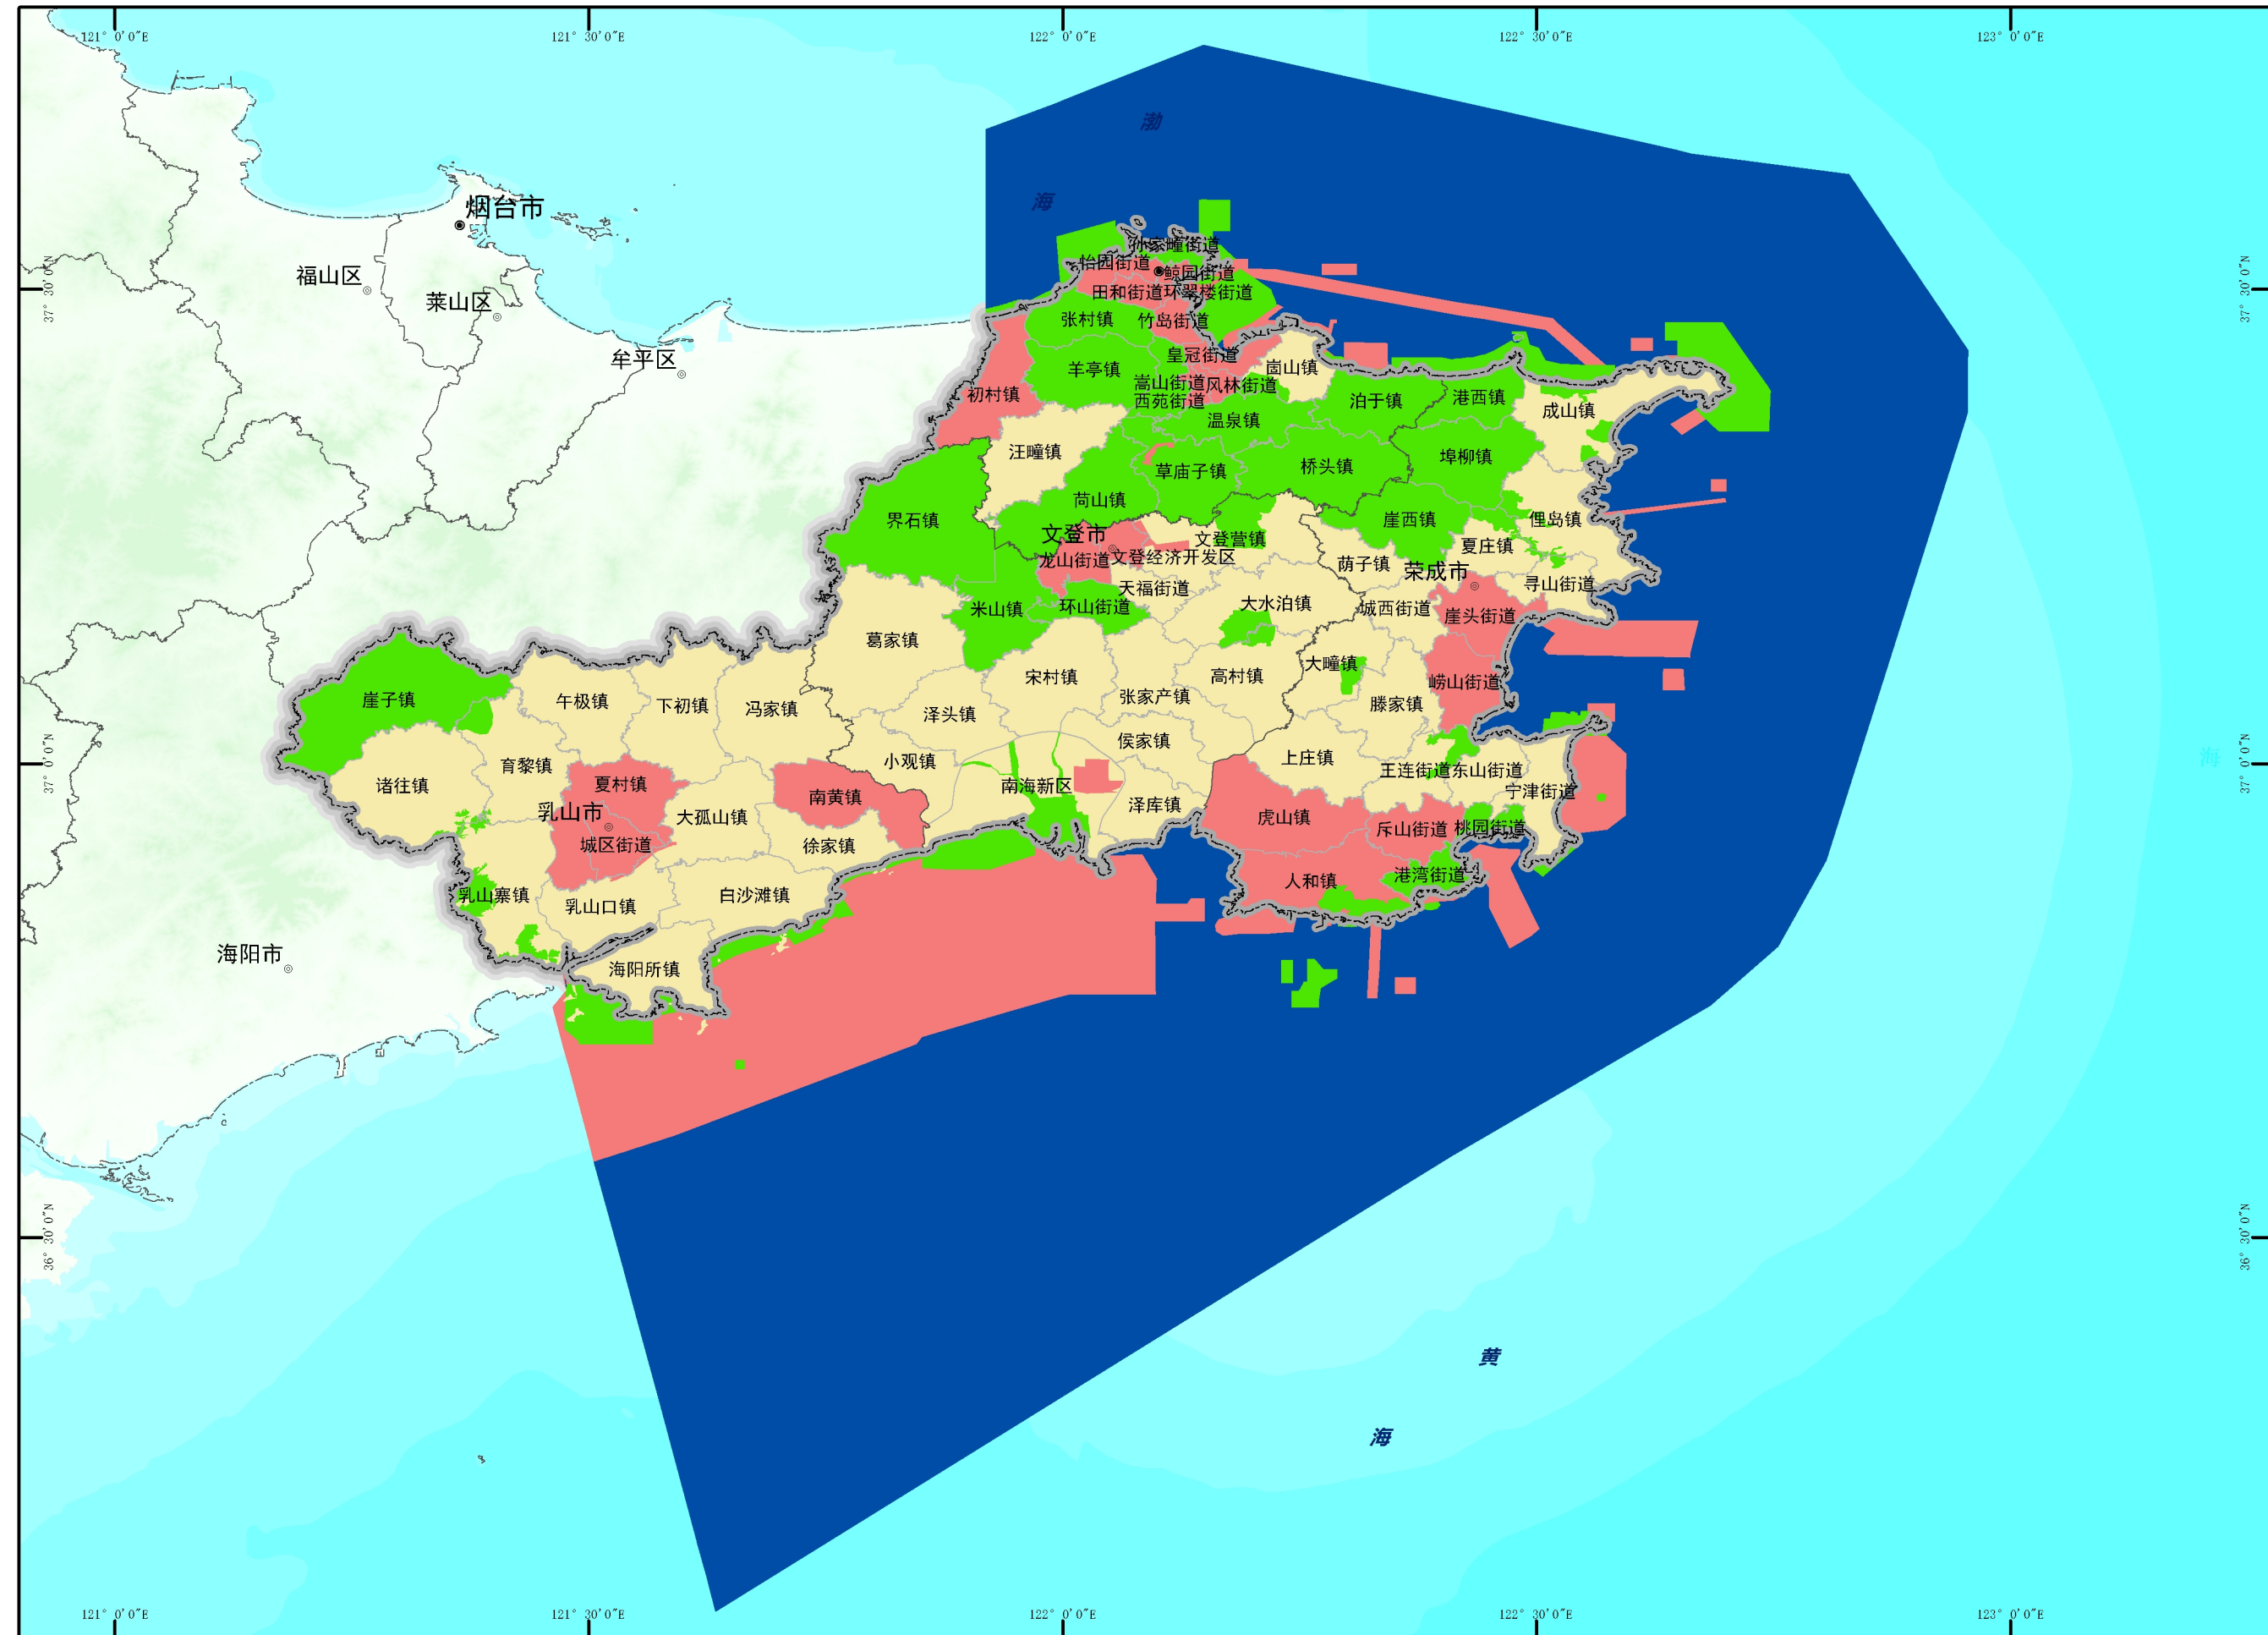 121° 0′0″E
121° 30′0″E
122° 0′0″E
122° 30′0″E
123° 0′0″E
渤
海
烟台市
孙家疃街道
怡园街道
鲸园街道
37° 30′0″N
37° 30′0″N
福山区
莱山区
田和街道
环翠楼街道
张村镇
竹岛街道
牟平区
皇冠街道
羊亭镇
崮山镇
嵩山街道
风林街道
初村镇
西苑街道
泊于镇
港西镇
成山镇
温泉镇
汪疃镇
草庙子镇
桥头镇
埠柳镇
苘山镇
界石镇
崖西镇
俚岛镇
文登市
文登营镇
夏庄镇
龙山街道
文登经济开发区
荫子镇
荣成市
寻山街道
天福街道
米山镇
环山街道
大水泊镇
城西街道
崖头街道
葛家镇
大疃镇
宋村镇
高村镇
崂山街道
崖子镇
午极镇
下初镇
冯家镇
泽头镇
张家产镇
滕家镇
侯家镇
37° 0′0″N
37° 0′0″N
海
诸往镇
育黎镇
小观镇
上庄镇
王连街道
东山街道
夏村镇
南黄镇
南海新区
宁津街道
乳山市
大孤山镇
泽库镇
虎山镇
斥山街道
桃园街道
城区街道
徐家镇
人和镇
港湾街道
乳山寨镇
乳山口镇
白沙滩镇
海阳市
海阳所镇
36° 30′0″N
36° 30′0″N
黄
海
121° 0′0″E
121° 30′0″E
122° 0′0″E
122° 30′0″E
123° 0′0″E